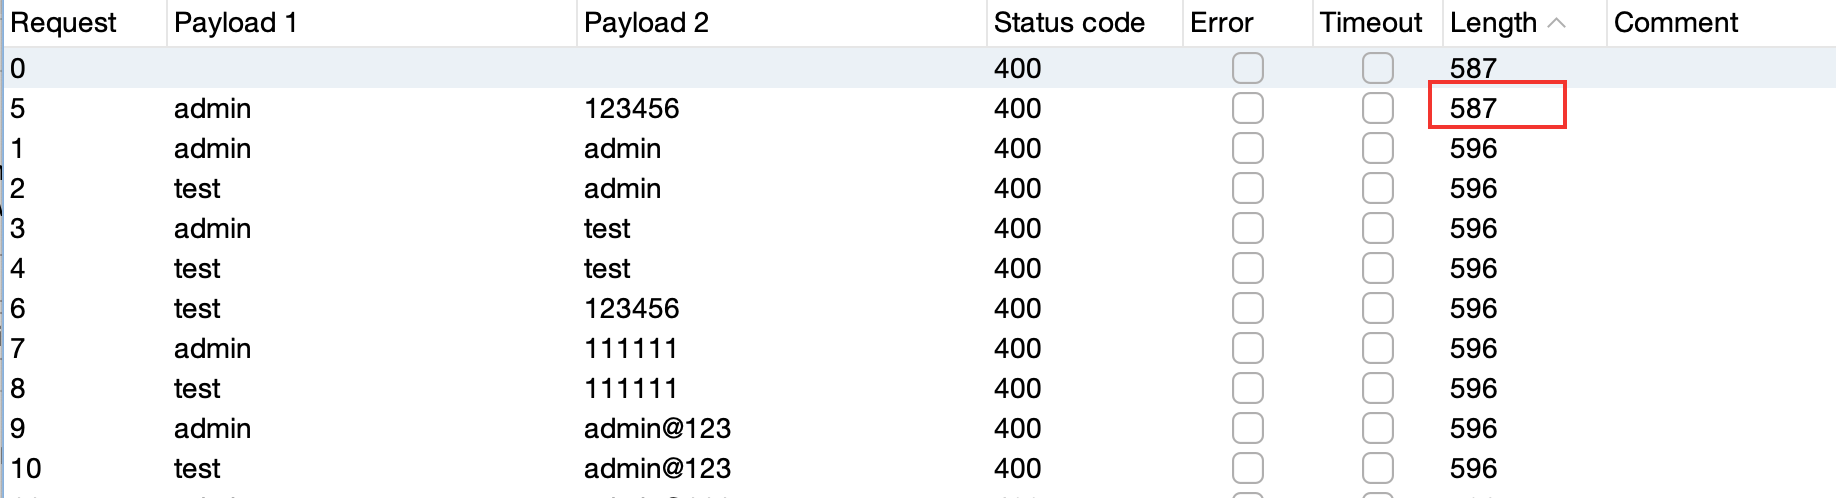 Request Payload 1 Payload 2 Status code Error Timeout Length Comment
0 400 587
5 admin 123456 400 587
1 admin admin 400 596
2 test admin 400 596
3 admin test 400 596
4 test test 400 596
6 test 123456 400 596
7 admin 111111 400 596
8 test 111111 400 596
9 admin admin@123 400 596
10 test admin@123 400 596